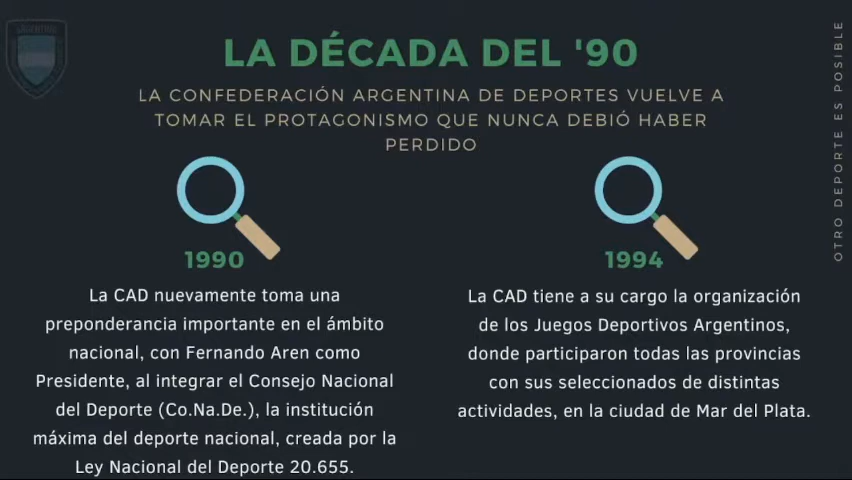 LA DÉCADA DEL '90
LA CONFEDERACIÓN ARGENTINA DE DEPORTES VUELVE A
TOMAR EL PROTAGONISMO QUE NUNCA DEBIÓ HABER
PERDIDO
1990
La CAD nuevamente toma una
preponderancia importante en el ámbito
nacional, con Fernando Aren como
Presidente, al integrar el Consejo Nacional
del Deporte (Co.Na.De.), la institución
máxima del deporte nacional, creada por la
Ley Nacional del Deporte 20.655.
1994
La CAD tiene a su cargo la organización
de los Juegos Deportivos Argentinos,
donde participaron todas las provincias
con sus seleccionados de distintas
actividades, en la ciudad de Mar del Plata.
OTRO DEPORTE ES POSIBLE